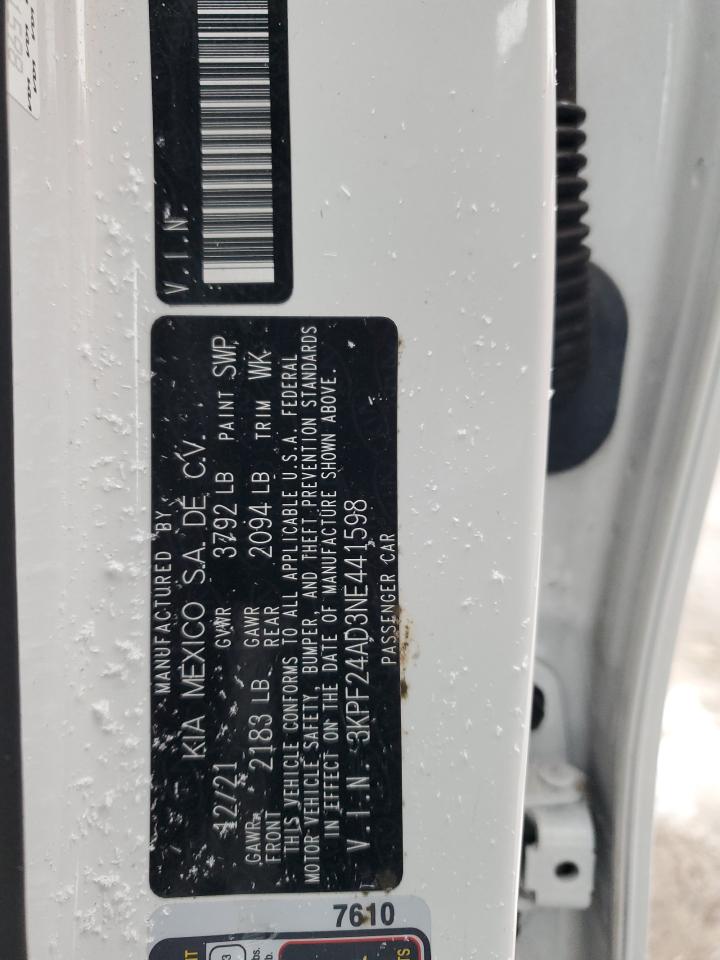 V.I.N.
MANUFACTURED BY
KIA MEXICO S.A. DE C.V.
12/21 GVWR 3792 LB PAINT SWP
GAWR FRONT 2183 LB GAWR REAR 2094 LB TRIM WK
THIS VEHICLE CONFORMS TO ALL APPLICABLE U.S.A. FEDERAL
MOTOR VEHICLE SAFETY, BUMPER, AND THEFT PREVENTION STANDARDS
IN EFFECT ON THE DATE OF MANUFACTURE SHOWN ABOVE.
V.I.N. 3KPF24AD3NE441598
PASSENGER CAR
7610